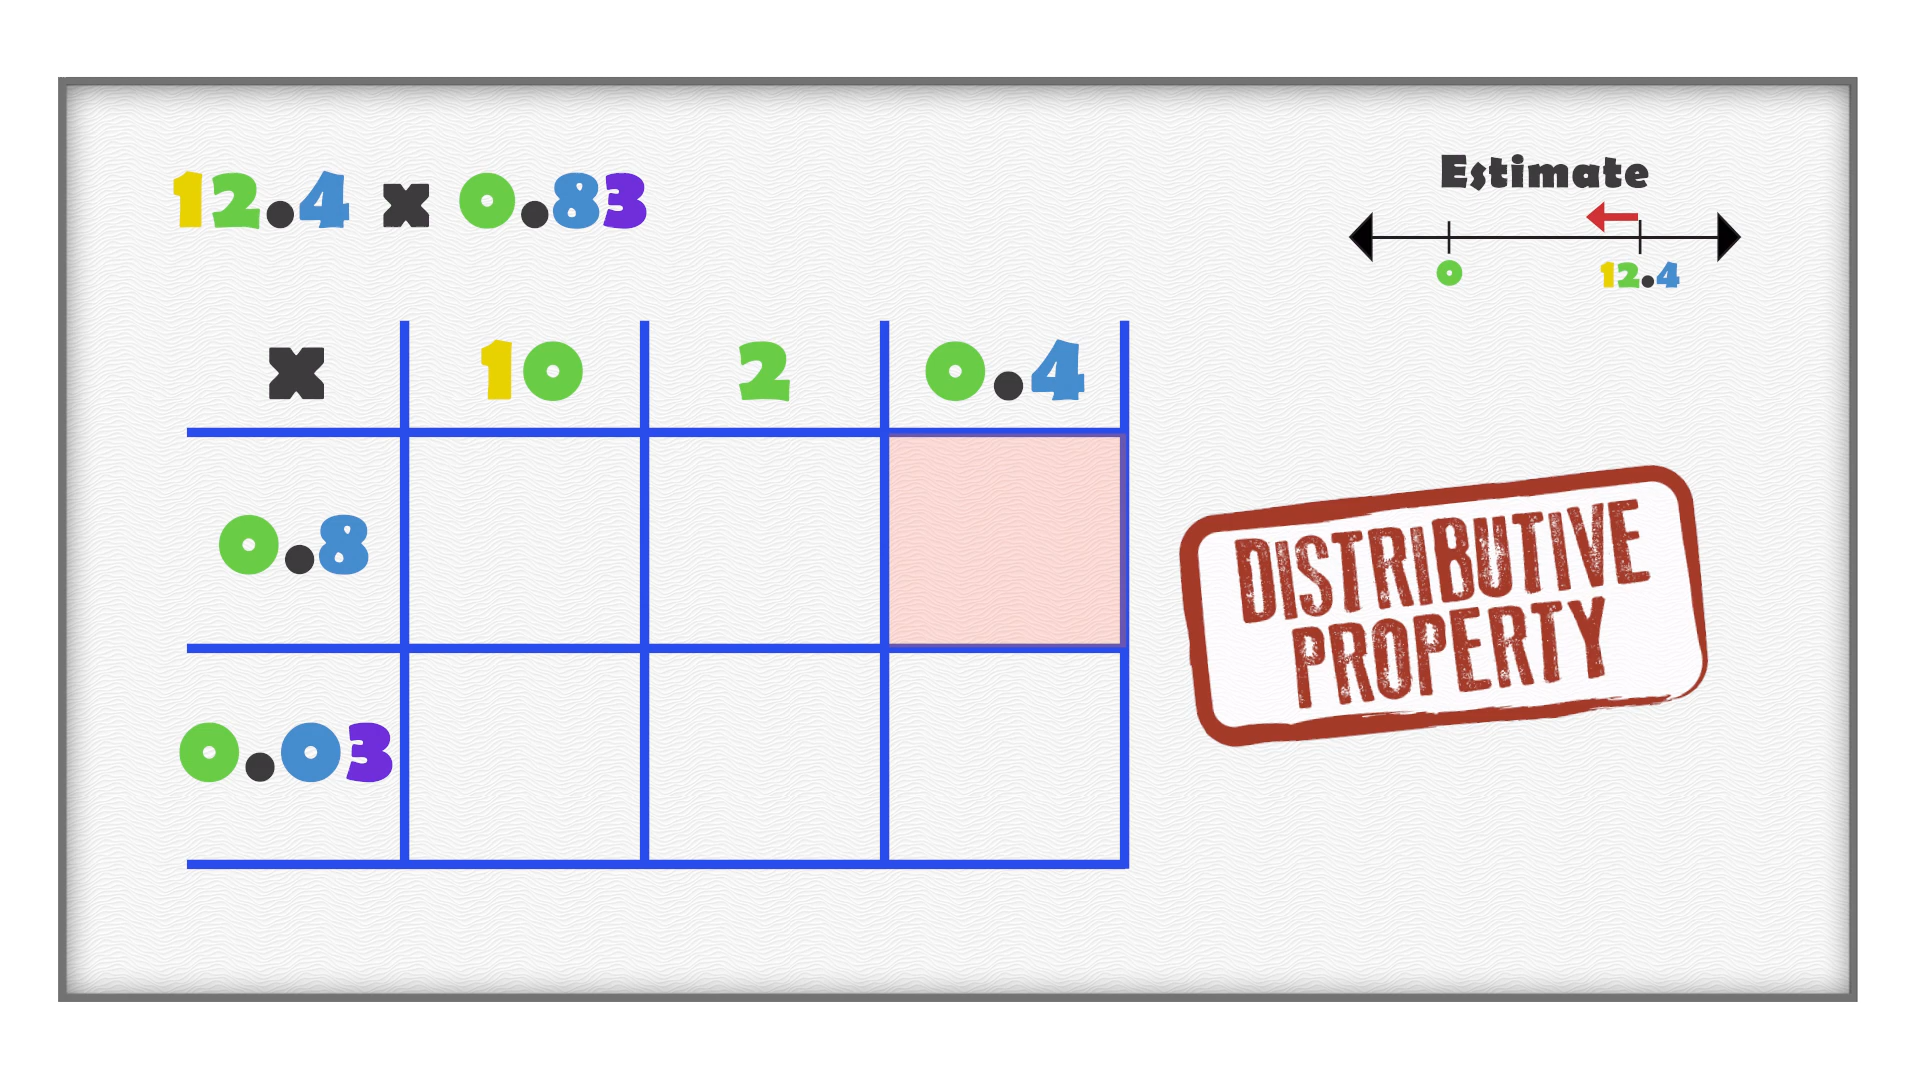 12.4 x 0.83
Estimate
0 12.4
x 10 2 0.4
0.8
0.03
DISTRIBUTIVE
PROPERTY